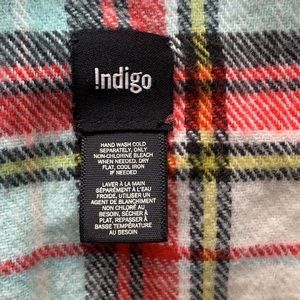 !ndigo
HAND WASH COLD
SEPARATELY, ONLY
NON-CHLORINE BLEACH
WHEN NEEDED, DRY
FLAT, COOL IRON
IF NEEDED
LAVER À LA MAIN
SÉPARÉMENT À L'EAU
FROIDE, UTILISER UN
AGENT DE BLANCHIMENT
NON CHLORÉ AU
BESOIN, SÉCHER À
PLAT, REPASSER À
BASSE TEMPÉRATURE
AU BESOIN